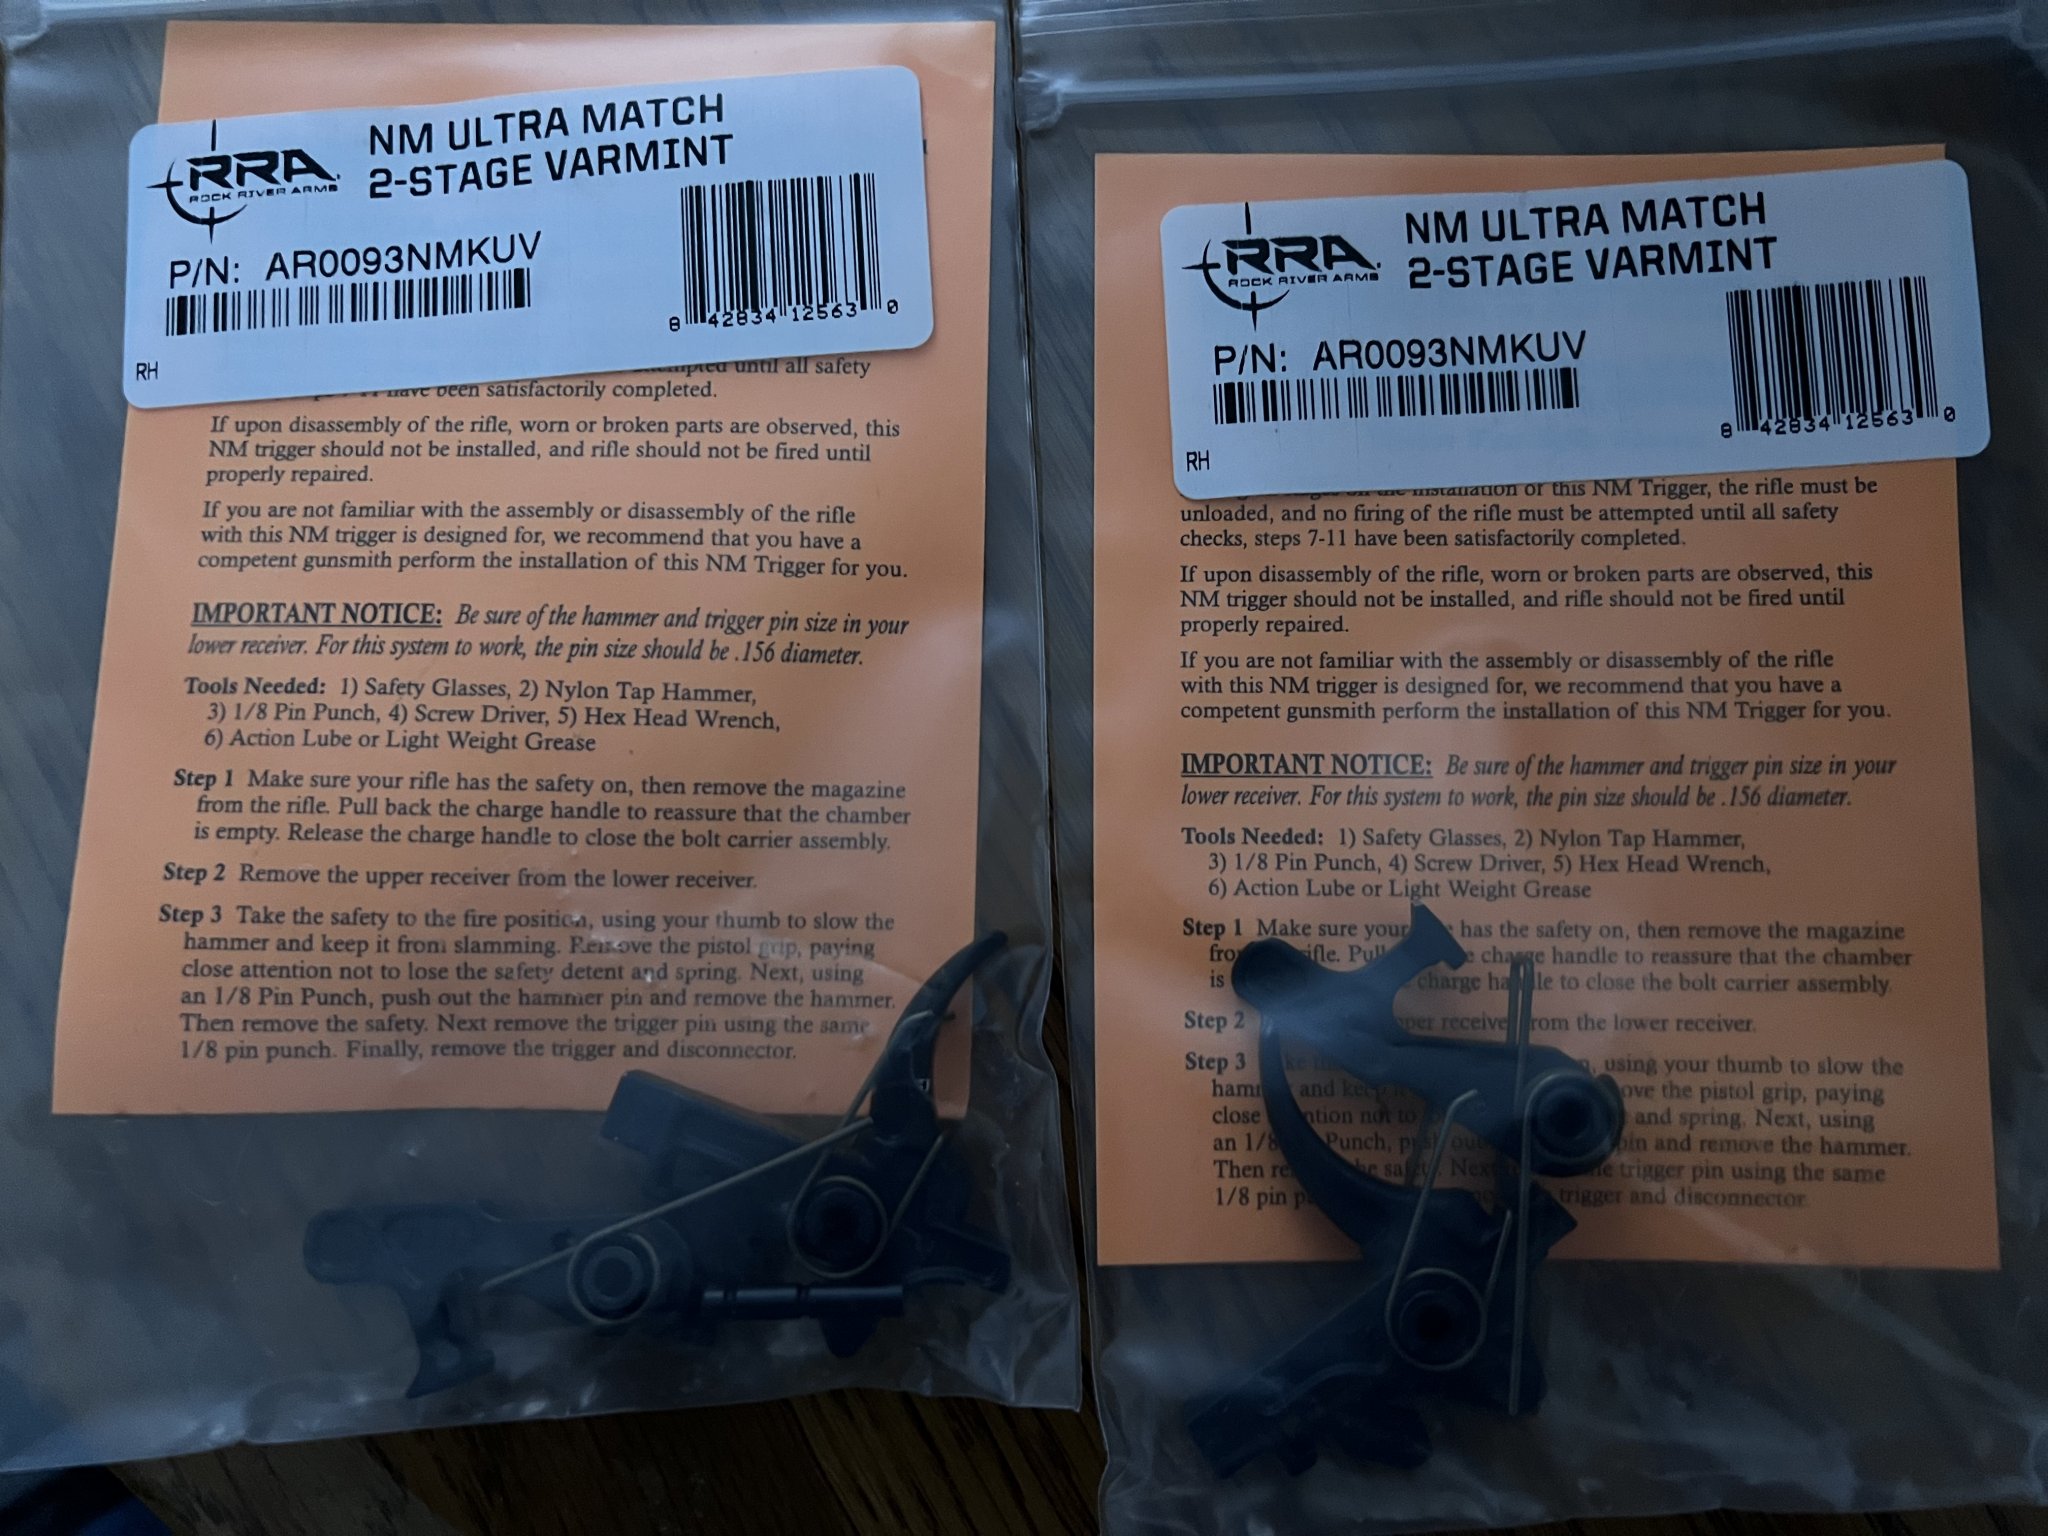 RRA
ROCK RIVER ARMS
NM ULTRA MATCH
2-STAGE VARMINT
P/N: AR0093NMKUV
8 42834 12563 0
RH
until all safety
have been satisfactorily completed.
If upon disassembly of the rifle, worn or broken parts are observed, this
NM trigger should not be installed, and rifle should not be fired until
properly repaired.
If you are not familiar with the assembly or disassembly of the rifle
with this NM trigger is designed for, we recommend that you have a
competent gunsmith perform the installation of this NM Trigger for you.
IMPORTANT NOTICE: Be sure of the hammer and trigger pin size in your
lower receiver. For this system to work, the pin size should be .156 diameter.
Tools Needed: 1) Safety Glasses, 2) Nylon Tap Hammer,
3) 1/8 Pin Punch, 4) Screw Driver, 5) Hex Head Wrench,
6) Action Lube or Light Weight Grease
Step 1 Make sure your rifle has the safety on, then remove the magazine
from the rifle. Pull back the charge handle to reassure that the chamber
is empty. Release the charge handle to close the bolt carrier assembly.
Step 2 Remove the upper receiver from the lower receiver.
Step 3 Take the safety to the fire position, using your thumb to slow the
hammer and keep it from slamming. Remove the pistol grip, paying
close attention not to lose the safety detent and spring. Next, using
an 1/8 Pin Punch, push out the hammer pin and remove the hammer.
Then remove the safety. Next remove the trigger pin using the same
1/8 pin punch. Finally, remove the trigger and disconnector.
RRA
ROCK RIVER ARMS
NM ULTRA MATCH
2-STAGE VARMINT
P/N: AR0093NMKUV
8 42834 12563 0
RH
installation of this NM Trigger, the rifle must be
unloaded, and no firing of the rifle must be attempted until all safety
checks, steps 7-11 have been satisfactorily completed.
If upon disassembly of the rifle, worn or broken parts are observed, this
NM trigger should not be installed, and rifle should not be fired until
properly repaired.
If you are not familiar with the assembly or disassembly of the rifle
with this NM trigger is designed for, we recommend that you have a
competent gunsmith perform the installation of this NM Trigger for you.
IMPORTANT NOTICE: Be sure of the hammer and trigger pin size in your
lower receiver. For this system to work, the pin size should be .156 diameter.
Tools Needed: 1) Safety Glasses, 2) Nylon Tap Hammer,
3) 1/8 Pin Punch, 4) Screw Driver, 5) Hex Head Wrench,
6) Action Lube or Light Weight Grease
Step 1 Make sure your has the safety on, then remove the magazine
rifle. charge handle to reassure that the chamber
is charge handle to close the bolt carrier assembly.
Step 2 receiver from the lower receiver.
Step 3 using your thumb to slow the
and the pistol grip, paying
close not to and spring. Next, using
an 1/8 Punch, push out pin and remove the hammer.
Then the trigger pin using the same
1/8 pin trigger and disconnector